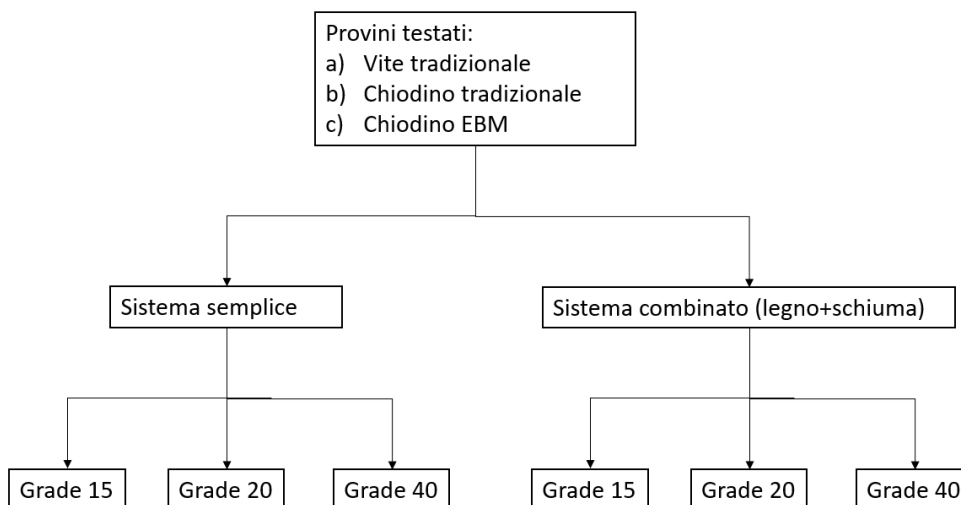 Provini testati:
a) Vite tradizionale
b) Chiodino tradizionale
c) Chiodino EBM
Sistema semplice
Sistema combinato (legno+schiuma)
Grade 15
Grade 20
Grade 40
Grade 15
Grade 20
Grade 40